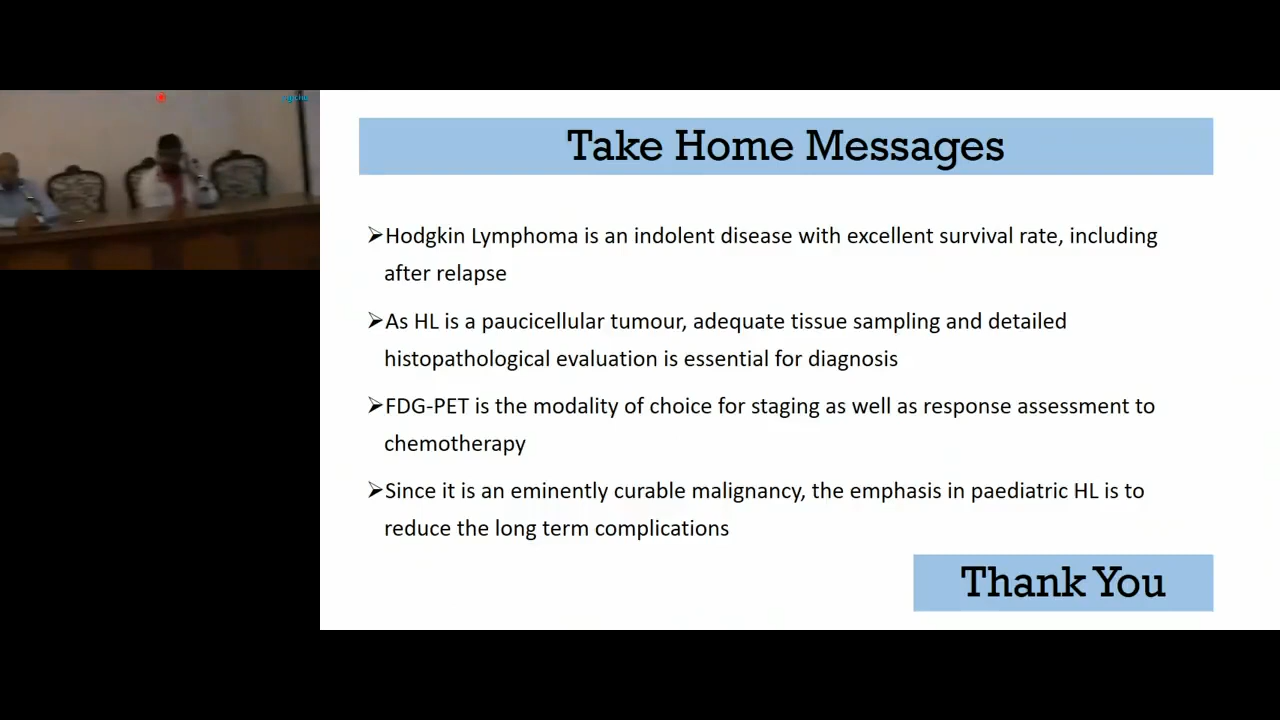 Take Home Messages
➢Hodgkin Lymphoma is an indolent disease with excellent survival rate, including
after relapse
➢As HL is a paucicellular tumour, adequate tissue sampling and detailed
histopathological evaluation is essential for diagnosis
➢FDG-PET is the modality of choice for staging as well as response assessment to
chemotherapy
➢Since it is an eminently curable malignancy, the emphasis in paediatric HL is to
reduce the long term complications
Thank You